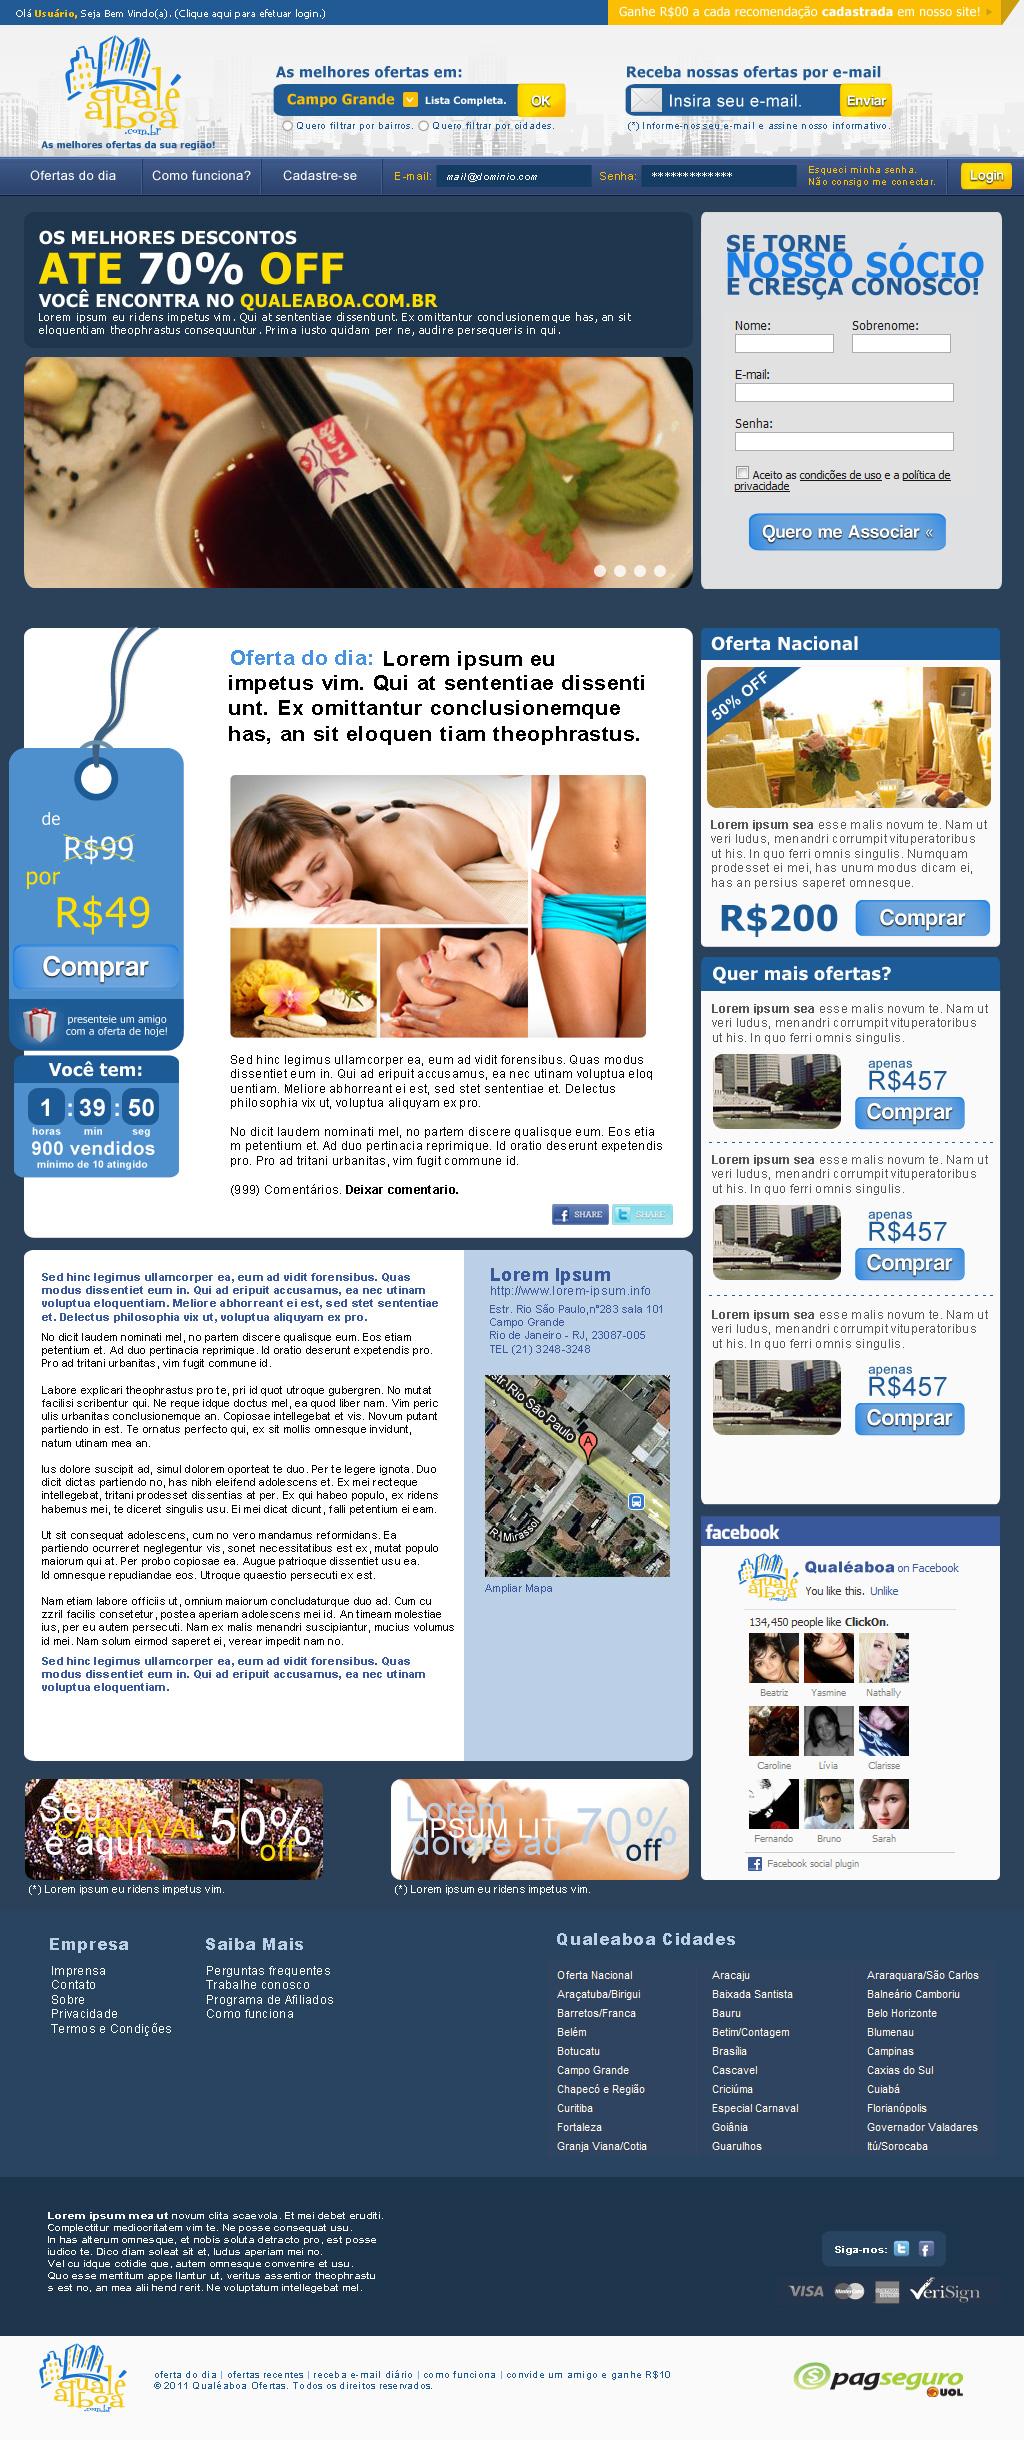 Olá Usuário, Seja Bem Vindo(a). (Clique aqui para efetuar login.)
Ganhe R$00 a cada recomendação cadastrada em nosso site!
qualé
aboa
.com.br
As melhores ofertas da sua região!
As melhores ofertas em:
Campo Grande Lista Completa. OK
Quero filtrar por bairros. Quero filtrar por cidades.
Receba nossas ofertas por e-mail
Insira seu e-mail. Enviar
(*) Informe-nos seu e-mail e assine nosso informativo.
Ofertas do dia Como funciona? Cadastre-se E-mail: mail@dominio.com Senha: *************
Esqueci minha senha.
Não consigo me conectar.
Login
OS MELHORES DESCONTOS
ATE 70% OFF
VOCÊ ENCONTRA NO QUALEABOA.COM.BR
Lorem ipsum eu ridens impetus vim. Qui at sententiae dissentiunt. Ex omittantur conclusionemque has, an sit
eloquentiam theophrastus consequuntur. Prima iusto quidam per ne, audire persequeris in qui.
SE TORNE
NOSSO SÓCIO
E CRESÇA CONOSCO!
Nome: Sobrenome:
E-mail:
Senha:
Aceito as condições de uso e a política de
privacidade
Quero me Associar «
de
R$99
por
R$49
Comprar
presenteie um amigo
com a oferta de hoje!
Você tem:
1 : 39 : 50
horas min seg
900 vendidos
mínimo de 10 atingido
Oferta do dia: Lorem ipsum eu
impetus vim. Qui at sententiae dissenti
unt. Ex omittantur conclusionemque
has, an sit eloquen tiam theophrastus.
Sed hinc legimus ullamcorper ea, eum ad vidit forensibus. Quas modus
dissentiet eum in. Qui ad eripuit accusamus, ea nec utinam voluptua eloq
uentiam. Meliore abhorreant ei est, sed stet sententiae et. Delectus
philosophia vix ut, voluptua aliquyam ex pro.
No dicit laudem nominati mel, no partem discere qualisque eum. Eos etia
m petentium et. Ad duo pertinacia reprimique. Id oratio deserunt expetendis
pro. Pro ad tritani urbanitas, vim fugit commune id.
(999) Comentários. Deixar comentario.
SHARE SHARE
Oferta Nacional
50% OFF
Lorem ipsum sea esse malis novum te. Nam ut
veri ludus, menandri corrumpit vituperatoribus
ut his. In quo ferri omnis singulis. Numquam
prodesset ei mei, has unum modus dicam ei,
has an persius saperet omnesque.
R$200 Comprar
Quer mais ofertas?
Lorem ipsum sea esse malis novum te. Nam ut
veri ludus, menandri corrumpit vituperatoribus
ut his. In quo ferri omnis singulis.
apenas
R$457
Comprar
Lorem ipsum sea esse malis novum te. Nam ut
veri ludus, menandri corrumpit vituperatoribus
ut his. In quo ferri omnis singulis.
apenas
R$457
Comprar
Lorem ipsum sea esse malis novum te. Nam ut
veri ludus, menandri corrumpit vituperatoribus
ut his. In quo ferri omnis singulis.
apenas
R$457
Comprar
Sed hinc legimus ullamcorper ea, eum ad vidit forensibus. Quas
modus dissentiet eum in. Qui ad eripuit accusamus, ea nec utinam
voluptua eloquentiam. Meliore abhorreant ei est, sed stet sententiae
et. Delectus philosophia vix ut, voluptua aliquyam ex pro.
No dicit laudem nominati mel, no partem discere qualisque eum. Eos etiam
petentium et. Ad duo pertinacia reprimique. Id oratio deserunt expetendis pro.
Pro ad tritani urbanitas, vim fugit commune id.
Labore explicari theophrastus pro te, pri id quot utroque gubergren. No mutat
facilisi scribentur qui. Ne reque idque doctus mel, ea quod liber nam. Vim peric
ulis urbanitas conclusionemque an. Copiosae intellegebat et vis. Novum putant
partiendo in est. Te ornatus perfecto qui, ex sit mollis omnesque invidunt,
natum utinam mea an.
Ius dolore suscipit ad, simul dolorem oporteat te duo. Per te legere ignota. Duo
dicit dictas partiendo no, has nibh eleifend adolescens et. Ex mei recteque
intellegebat, tritani prodesset dissentias at per. Ex qui habeo populo, ex ridens
habemus mei, te diceret singulis usu. Ei mei dicat dicunt, falli petentium ei eam.
Ut sit consequat adolescens, cum no vero mandamus reformidans. Ea
partiendo ocurreret neglegentur vis, sonet necessitatibus est ex, mutat populo
maiorum qui at. Per probo copiosae ea. Augue patrioque dissentiet usu ea.
Id omnesque repudiandae eos. Utroque quaestio persecuti ex est.
Nam etiam labore officiis ut, omnium maiorum concludaturque duo ad. Cum cu
zzril facilis consetetur, postea aperiam adolescens mei id. An timeam molestiae
ius, per eu autem persecuti. Nam ex malis menandri suscipiantur, mucius volumus
id mei. Nam solum eirmod saperet ei, verear impedit nam no.
Sed hinc legimus ullamcorper ea, eum ad vidit forensibus. Quas
modus dissentiet eum in. Qui ad eripuit accusamus, ea nec utinam
voluptua eloquentiam.
Lorem Ipsum
http://www.lorem-ipsum.info
Estr. Rio São Paulo,nº283 sala 101
Campo Grande
Rio de Janeiro - RJ, 23087-005
TEL (21) 3248-3248
str. Rio São Paulo
A
R. Mirassol
Ampliar Mapa
facebook
qualé
aboa
Qualéaboa on Facebook
You like this. Unlike
134,450 people like ClickOn.
Beatriz Yasmine Nathally
Caroline Lívia Clarisse
Fernando Bruno Sarah
Facebook social plugin
Seu
CARNAVAL
é aqui!
50%
off
(*) Lorem ipsum eu ridens impetus vim.
Lorem
IPSUM LIT
dolore ad.
70%
off
(*) Lorem ipsum eu ridens impetus vim.
Empresa
Imprensa
Contato
Sobre
Privacidade
Termos e Condições
Saiba Mais
Perguntas frequentes
Trabalhe conosco
Programa de Afiliados
Como funciona
Qualeaboa Cidades
Oferta Nacional Aracaju Araraquara/São Carlos
Araçatuba/Birigui Baixada Santista Balneário Camboriu
Barretos/Franca Bauru Belo Horizonte
Belém Betim/Contagem Blumenau
Botucatu Brasília Campinas
Campo Grande Cascavel Caxias do Sul
Chapecó e Região Criciúma Cuiabá
Curitiba Especial Carnaval Florianópolis
Fortaleza Goiânia Governador Valadares
Granja Viana/Cotia Guarulhos Itú/Sorocaba
Lorem ipsum mea ut novum clita scaevola. Et mei debet eruditi.
Complectitur mediocritatem vim te. Ne posse consequat usu.
In has alterum omnesque, et nobis soluta detracto pro, est posse
iudico te. Dico diam soleat sit et, ludus aperiam mei no.
Vel cu idque cotidie que, autem omnesque convenire et usu.
Quo esse mentitum appe llantur ut, veritus assentior theophrastu
s est no, an mea alii hend rerit. Ne voluptatum intellegebat mel.
Siga-nos:
VISA MasterCard VeriSign
qualé
aboa
.com.br
oferta do dia | ofertas recentes | receba e-mail diário | como funciona | convide um amigo e ganhe R$10
© 2011 Qualéaboa Ofertas. Todos os direitos reservados.
pagseguro
UOL